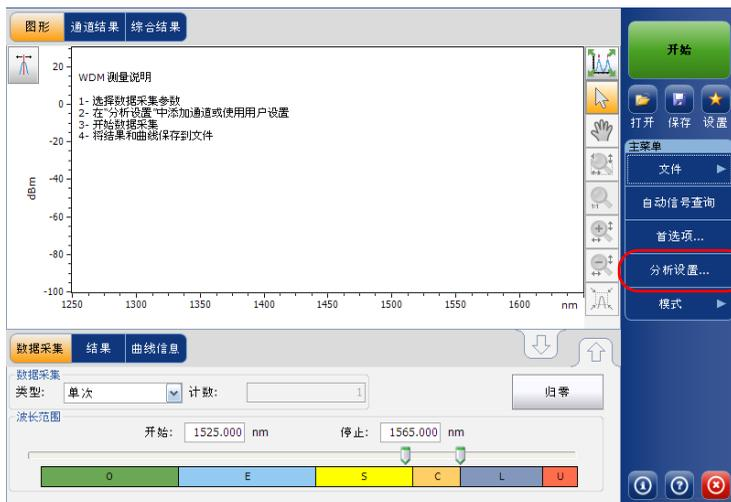 图形 通道结果 综合结果
开始
打开 保存 设置
主菜单
文件
自动信号查询
首选项...
分析设置...
模式
WDM 测量说明
1- 选择数据采集参数
2- 在"分析设置"中添加通道或使用用户设置
3- 开始数据采集
4- 将结果和曲线保存到文件
dBm
20
0
-20
-40
-60
-80
-100
1250 1300 1350 1400 1450 1500 1550 1600 nm
1:1
数据采集 结果 曲线信息
数据采集
类型: 单次 计数: 1 归零
波长范围
开始: 1525.000 nm 停止: 1565.000 nm
O E S C L U